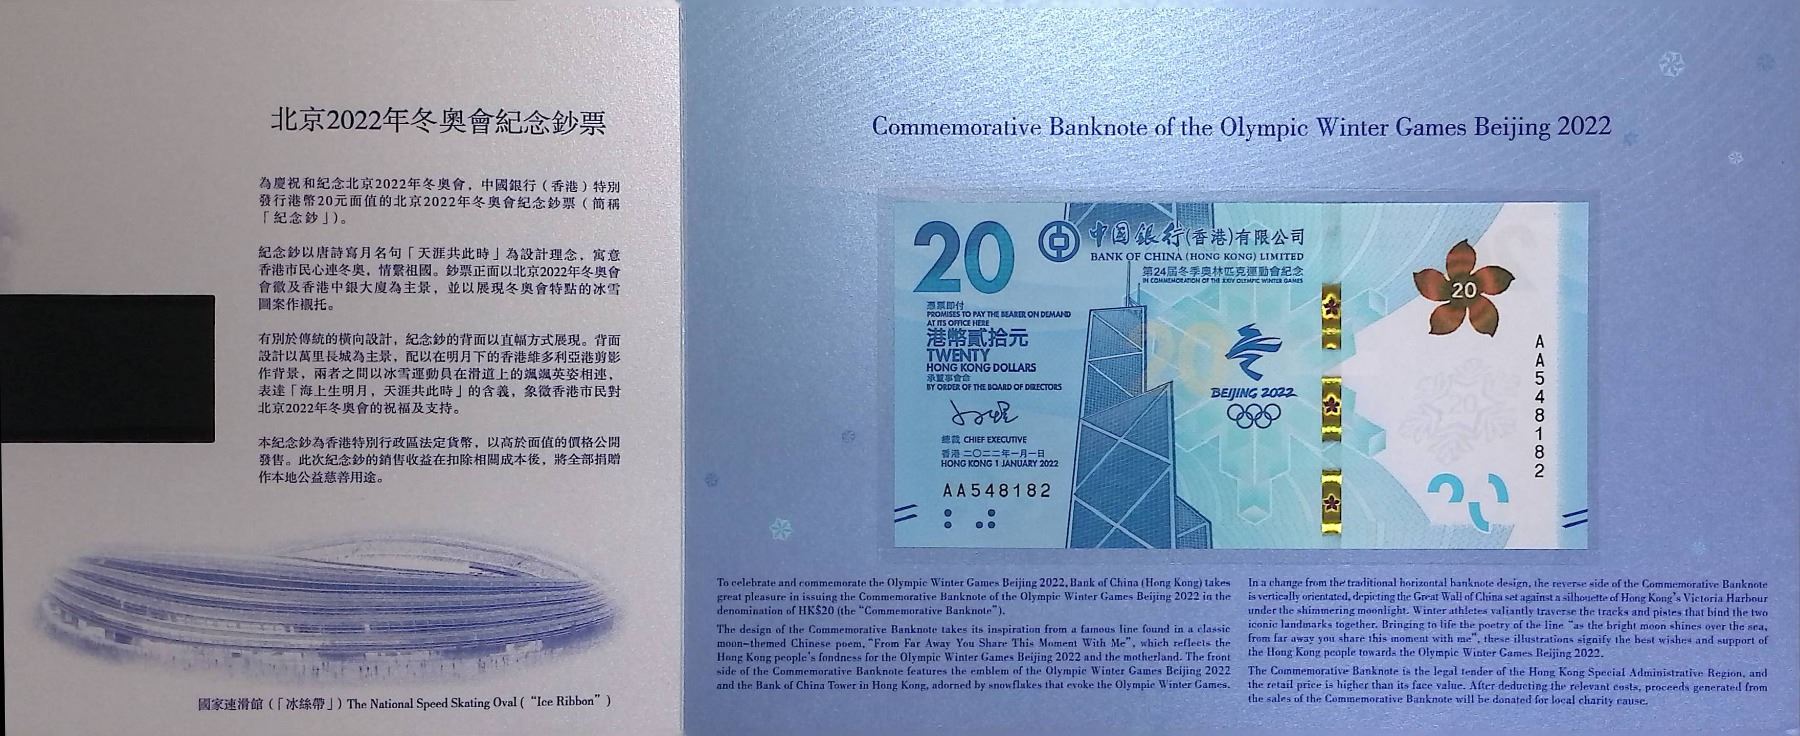 北京2022年冬奧會紀念鈔票
為慶祝和紀念北京2022年冬奧會，中國銀行（香港）特別
發行港幣20元面值的北京2022年冬奧會紀念鈔票（簡稱
「紀念鈔」）。
紀念鈔以唐詩寫月名句「天涯共此時」為設計理念，寓意
香港市民心連冬奧，情繫祖國。鈔票正面以北京2022年冬奧會
會徽及香港中銀大廈為主景，並以展現冬奧會特點的冰雪
圖案作襯托。
有別於傳統的橫向設計，紀念鈔的背面以直幅方式展現。背面
設計以萬里長城為主景，配以在明月下的香港維多利亞港剪影
作背景，兩者之間以冰雪運動員在滑道上的颯颯英姿相連，
表達「海上生明月，天涯共此時」的含義，象徵香港市民對
北京2022年冬奧會的祝福及支持。
本紀念鈔為香港特別行政區法定貨幣，以高於面值的價格公開
發售。此次紀念鈔的銷售收益在扣除相關成本後，將全部捐贈
作本地公益慈善用途。
國家速滑館（「冰絲帶」）The National Speed Skating Oval (“Ice Ribbon”)
Commemorative Banknote of the Olympic Winter Games Beijing 2022
20
中国银行(香港)有限公司
BANK OF CHINA (HONG KONG) LIMITED
第24屆冬季奧林匹克運動會紀念
IN COMMEMORATION OF THE XXIV OLYMPIC WINTER GAMES
憑票即付
PROMISES TO PAY THE BEARER ON DEMAND
AT ITS OFFICE HERE
港幣貳拾元
TWENTY
HONG KONG DOLLARS
承董事會命
BY ORDER OF THE BOARD OF DIRECTORS
總裁 CHIEF EXECUTIVE
香港 二〇二二年一月一日
HONG KONG 1 JANUARY 2022
AA548182
20
BEIJING 2022
20
AA548182
20
To celebrate and commemorate the Olympic Winter Games Beijing 2022, Bank of China (Hong Kong) takes
great pleasure in issuing the Commemorative Banknote of the Olympic Winter Games Beijing 2022 in the
denomination of HK$20 (the “Commemorative Banknote”).
The design of the Commemorative Banknote takes its inspiration from a famous line found in a classic
moon-themed Chinese poem, “From Far Away You Share This Moment With Me”, which reflects the
Hong Kong people’s fondness for the Olympic Winter Games Beijing 2022 and the motherland. The front
side of the Commemorative Banknote features the emblem of the Olympic Winter Games Beijing 2022
and the Bank of China Tower in Hong Kong, adorned by snowflakes that evoke the Olympic Winter Games.
In a change from the traditional horizontal banknote design, the reverse side of the Commemorative Banknote
is vertically orientated, depicting the Great Wall of China set against a silhouette of Hong Kong’s Victoria Harbour
under the shimmering moonlight. Winter athletes valiantly traverse the tracks and pistes that bind the two
iconic landmarks together. Bringing to life the poetry of the line “as the bright moon shines over the sea,
from far away you share this moment with me”, these illustrations signify the best wishes and support of
the Hong Kong people towards the Olympic Winter Games Beijing 2022.
The Commemorative Banknote is the legal tender of the Hong Kong Special Administrative Region, and
the retail price is higher than its face value. After deducting the relevant costs, proceeds generated from
the sales of the Commemorative Banknote will be donated for local charity cause.